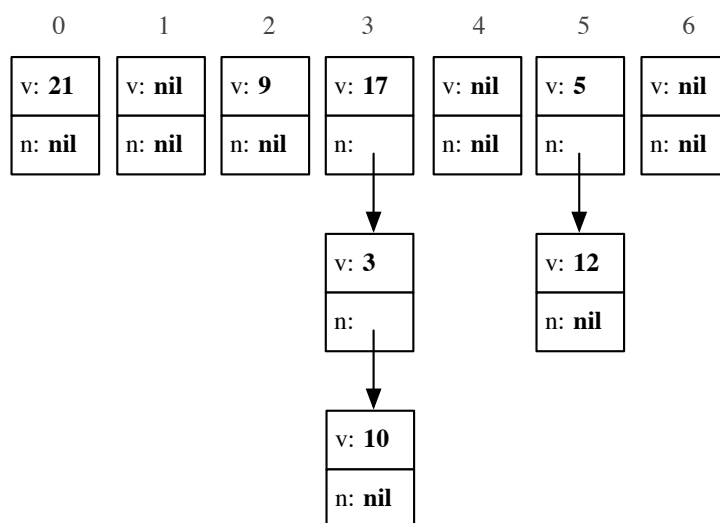 0 1 2 3 4 5 6
v: 21 v: nil v: 9 v: 17 v: nil v: 5 v: nil
n: nil n: nil n: nil n: n: nil n: n: nil
v: 3 v: 12
n: n: nil
v: 10
n: nil